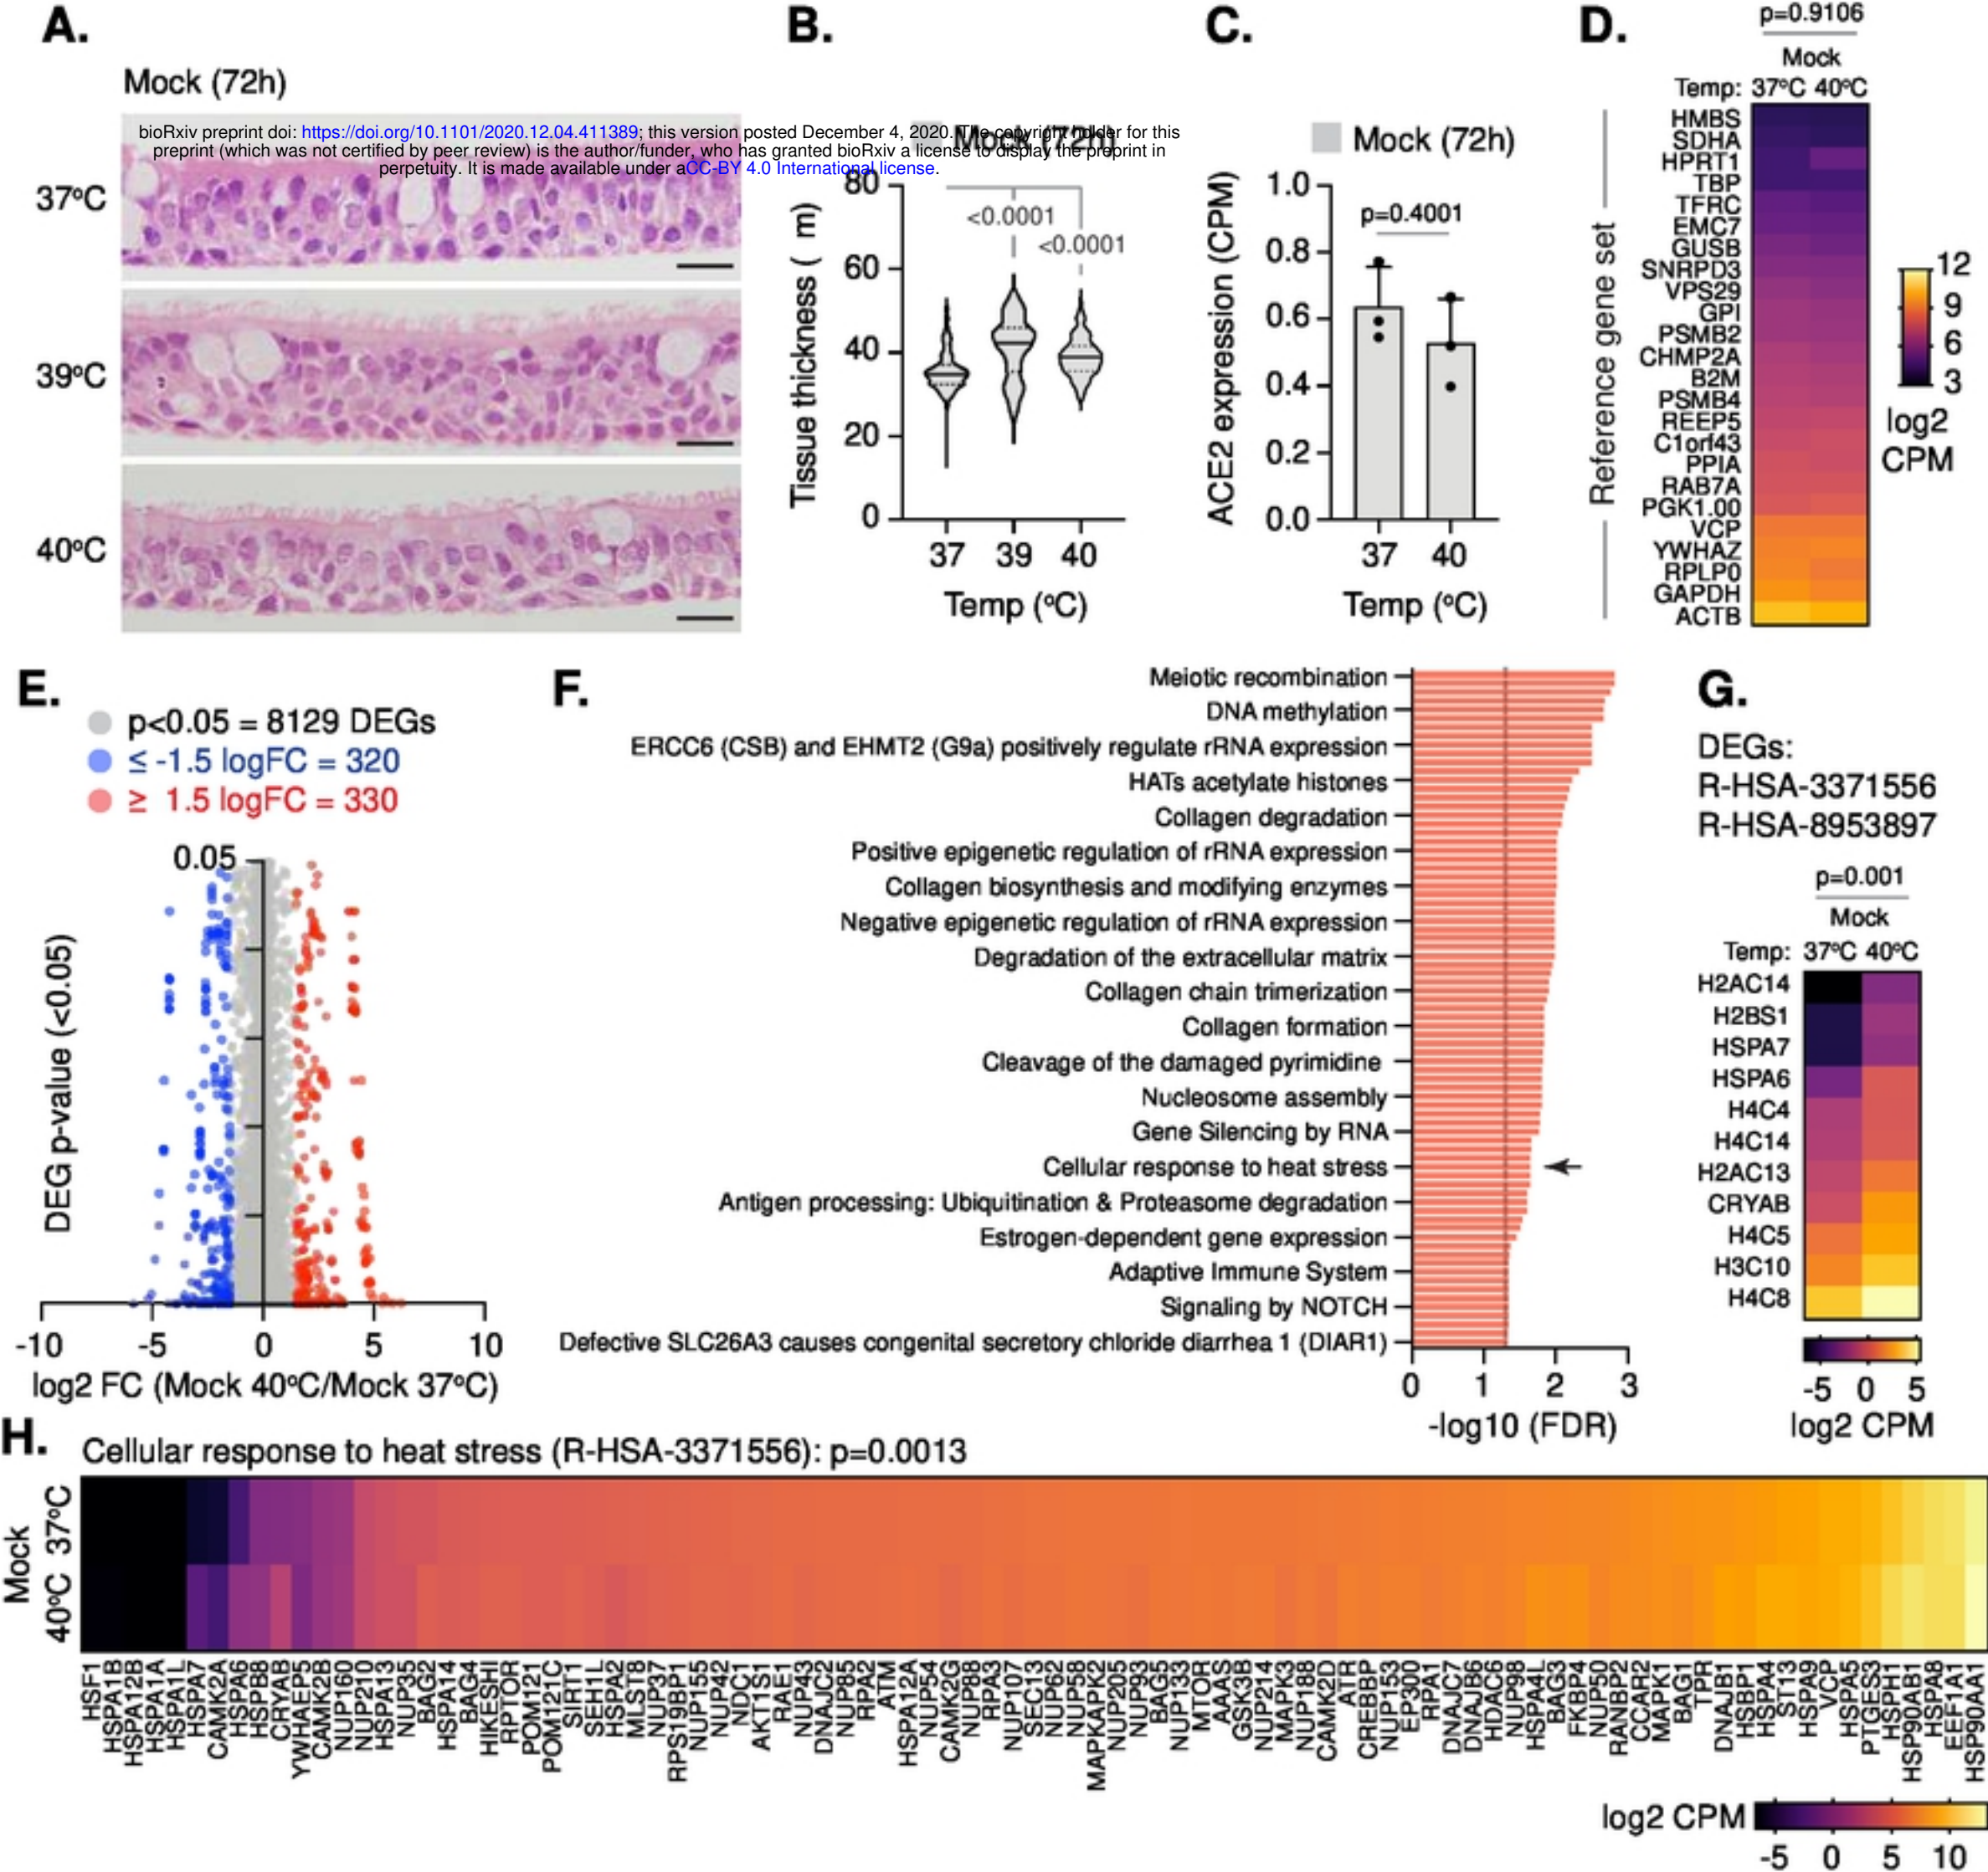 A.
Mock (72h)
37ºC
39ºC
40ºC
bioRxiv preprint doi: https://doi.org/10.1101/2020.12.04.411389; this version posted December 4, 2020. The copyright holder for this
preprint (which was not certified by peer review) is the author/funder, who has granted bioRxiv a license to display the preprint in
perpetuity. It is made available under aCC-BY 4.0 International license.
B.
Mock (72h)
Tissue thickness ( m)
80
60
40
20
0
<0.0001
<0.0001
37 39 40
Temp (ºC)
C.
Mock (72h)
ACE2 expression (CPM)
1.0
0.8
0.6
0.4
0.2
0.0
p=0.4001
37 40
Temp (ºC)
D.
p=0.9106
Mock
Temp: 37ºC 40ºC
Reference gene set
HMBS
SDHA
HPRT1
TBP
TFRC
EMC7
GUSB
SNRPD3
VPS29
GPI
PSMB2
CHMP2A
B2M
PSMB4
REEP5
C1orf43
PPIA
RAB7A
PGK1.00
VCP
YWHAZ
RPLP0
GAPDH
ACTB
12
9
6
3
log2
CPM
E.
p<0.05 = 8129 DEGs
≤ -1.5 logFC = 320
≥ 1.5 logFC = 330
0.05
DEG p-value (<0.05)
-10 -5 0 5 10
log2 FC (Mock 40ºC/Mock 37ºC)
F.
Meiotic recombination
DNA methylation
ERCC6 (CSB) and EHMT2 (G9a) positively regulate rRNA expression
HATs acetylate histones
Collagen degradation
Positive epigenetic regulation of rRNA expression
Collagen biosynthesis and modifying enzymes
Negative epigenetic regulation of rRNA expression
Degradation of the extracellular matrix
Collagen chain trimerization
Collagen formation
Cleavage of the damaged pyrimidine
Nucleosome assembly
Gene Silencing by RNA
Cellular response to heat stress
Antigen processing: Ubiquitination & Proteasome degradation
Estrogen-dependent gene expression
Adaptive Immune System
Signaling by NOTCH
Defective SLC26A3 causes congenital secretory chloride diarrhea 1 (DIAR1)
0 1 2 3
-log10 (FDR)
G.
DEGs:
R-HSA-3371556
R-HSA-8953897
p=0.001
Mock
Temp: 37ºC 40ºC
H2AC14
H2BS1
HSPA7
HSPA6
H4C4
H4C14
H2AC13
CRYAB
H4C5
H3C10
H4C8
-5 0 5
log2 CPM
H.
Cellular response to heat stress (R-HSA-3371556): p=0.0013
Mock
37ºC
40ºC
HSF1
HSPA1B
HSPA12B
HSPA1A
HSPA1L
HSPA7
CAMK2A
HSPA6
HSPB8
CRYAB
YWHAEP5
CAMK2B
NUP160
NUP210
HSPA13
NUP35
BAG2
HSPA14
BAG4
HIKESHI
RPTOR
POM121
POM121C
SIRT1
SEH1L
HSPA2
MLST8
NUP37
RPS19BP1
NUP155
NUP42
NDC1
AKT1S1
RAE1
NUP43
DNAJC2
NUP85
RPA2
ATM
HSPA12A
NUP54
CAMK2G
NUP88
RPA3
NUP107
SEC13
NUP62
NUP58
MAPKAPK2
NUP205
NUP93
BAG5
NUP133
MTOR
AAAS
GSK3B
NUP214
MAPK3
NUP188
CAMK2D
ATR
CREBBP
NUP153
EP300
RPA1
DNAJC7
DNAJB6
HDAC6
NUP98
HSPA4L
BAG3
FKBP4
NUP50
RANBP2
CCAR2
MAPK1
BAG1
TPR
DNAJB1
HSBP1
HSPA4
ST13
HSPA9
VCP
HSPA5
PTGES3
HSPH1
HSP90AB1
HSPA8
EEF1A1
HSP90AA1
log2 CPM
-5 0 5 10